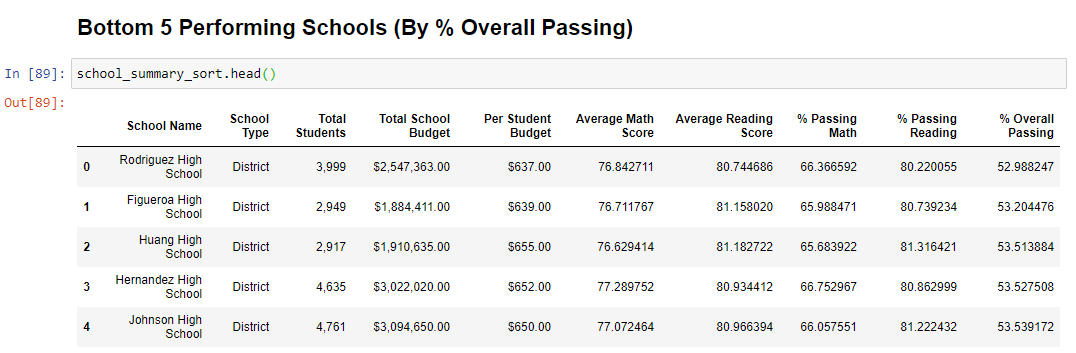 Bottom 5 Performing Schools (By % Overall Passing)
In [89]: school_summary_sort.head()
Out[89]:
School Name School Type Total Students Total School Budget Per Student Budget Average Math Score Average Reading Score % Passing Math % Passing Reading % Overall Passing
0 Rodriguez High School District 3,999 $2,547,363.00 $637.00 76.842711 80.744686 66.366592 80.220055 52.988247
1 Figueroa High School District 2,949 $1,884,411.00 $639.00 76.711767 81.158020 65.988471 80.739234 53.204476
2 Huang High School District 2,917 $1,910,635.00 $655.00 76.629414 81.182722 65.683922 81.316421 53.513884
3 Hernandez High School District 4,635 $3,022,020.00 $652.00 77.289752 80.934412 66.752967 80.862999 53.527508
4 Johnson High School District 4,761 $3,094,650.00 $650.00 77.072464 80.966394 66.057551 81.222432 53.539172